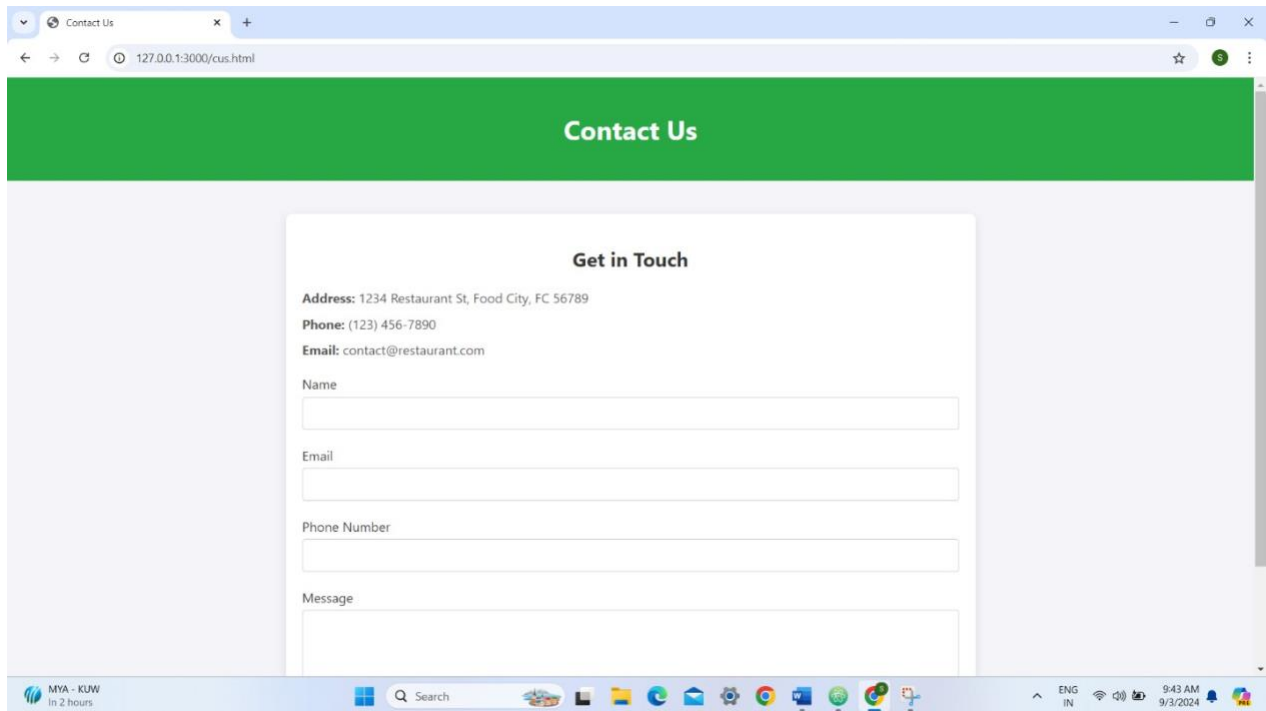 Contact Us
127.0.0.1:3000/cus.html
S
Contact Us
Get in Touch
Address: 1234 Restaurant St, Food City, FC 56789
Phone: (123) 456-7890
Email: contact@restaurant.com
Name
Email
Phone Number
Message
MYA - KUW
In 2 hours
Search
ENG
IN
9:43 AM
9/3/2024
PRE